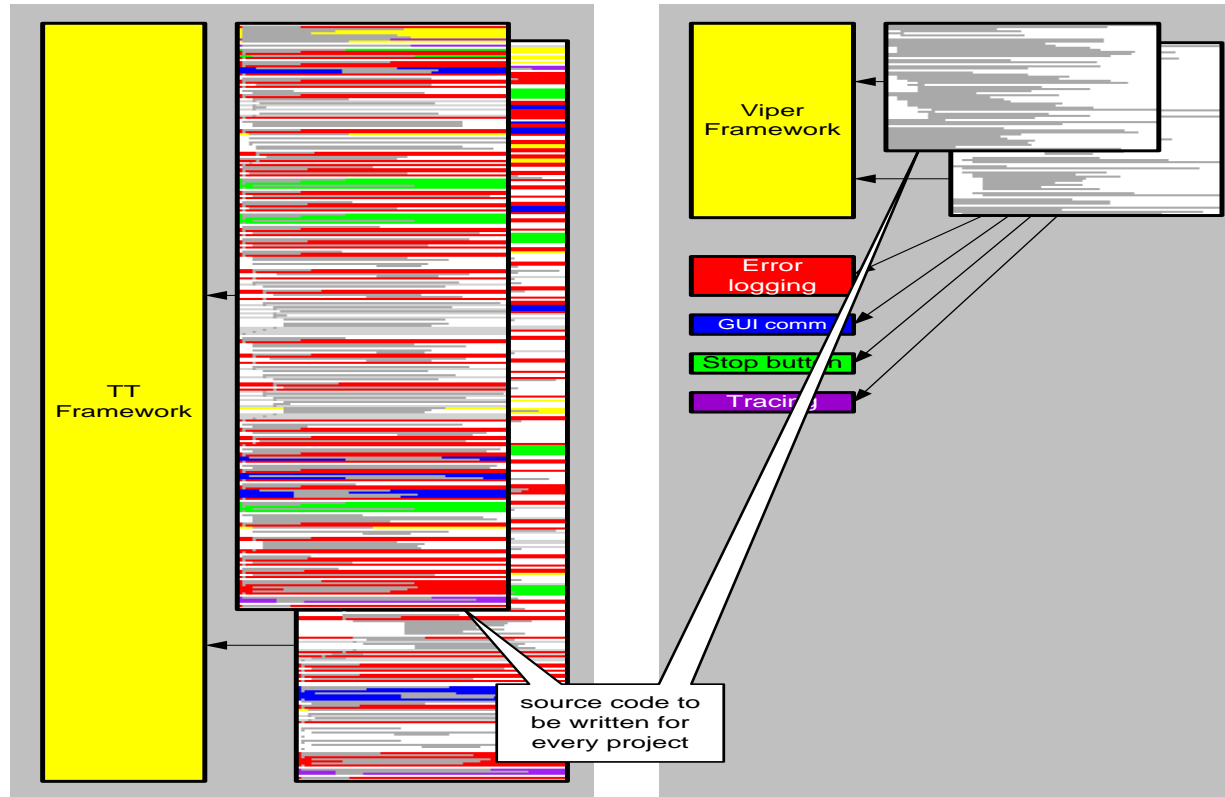 TT
Framework
Viper
Framework
Error
logging
GUI comm
Stop button
Tracing
source code to
be written for
every project